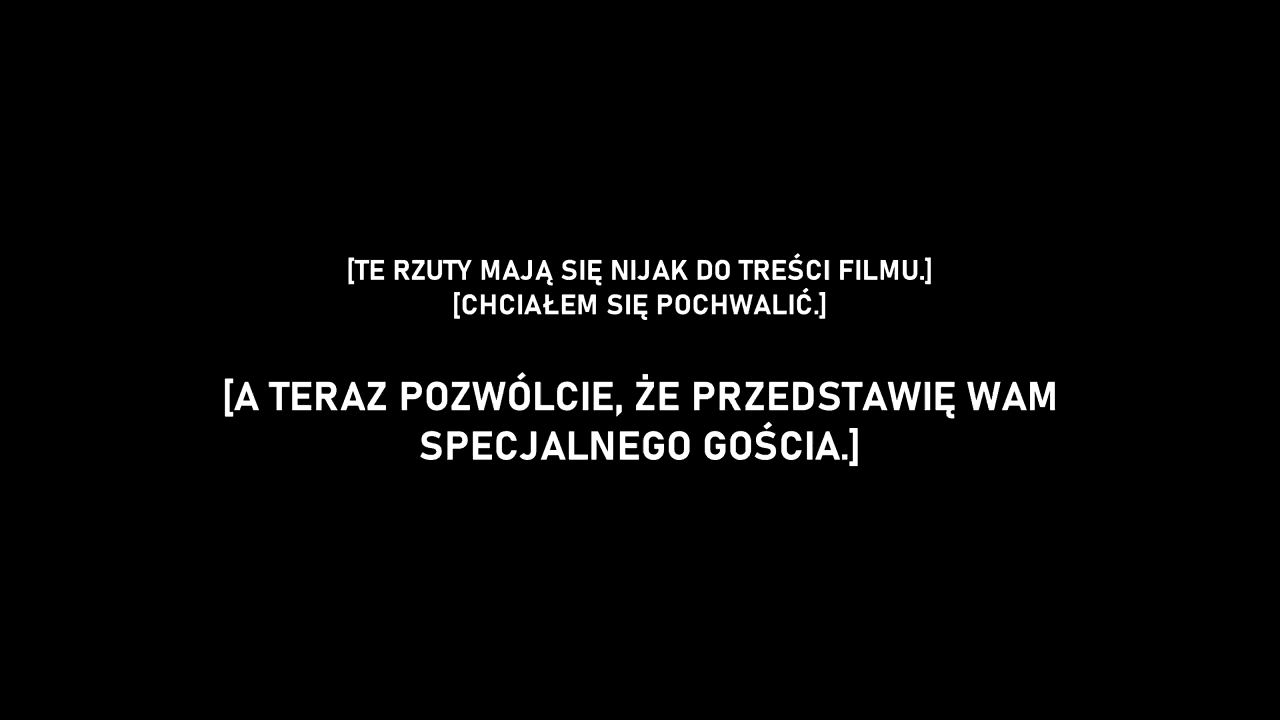 [TE RZUTY MAJĄ SIĘ NIJAK DO TREŚCI FILMU.]
[CHCIAŁEM SIĘ POCHWALIĆ.]
[A TERAZ POZWÓLCIE, ŻE PRZEDSTAWIĘ WAM
SPECJALNEGO GOŚCIA.]